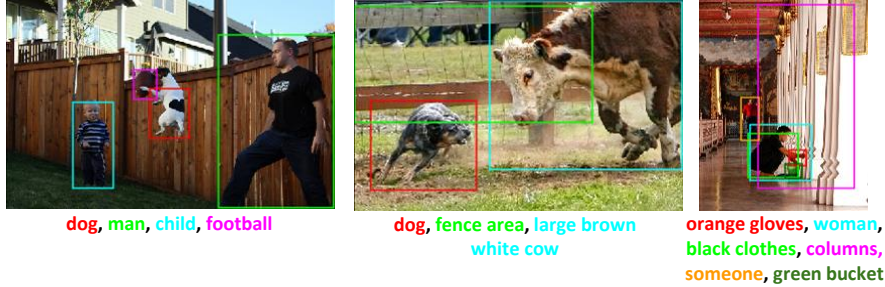 dog, man, child, football
dog, fence area, large brown
white cow
orange gloves, woman,
black clothes, columns,
someone, green bucket